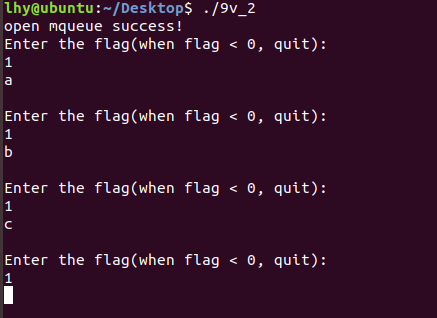 lhy@ubuntu:~/Desktop$ ./9v_2
open mqueue success!
Enter the flag(when flag < 0, quit):
1
a
Enter the flag(when flag < 0, quit):
1
b
Enter the flag(when flag < 0, quit):
1
c
Enter the flag(when flag < 0, quit):
1